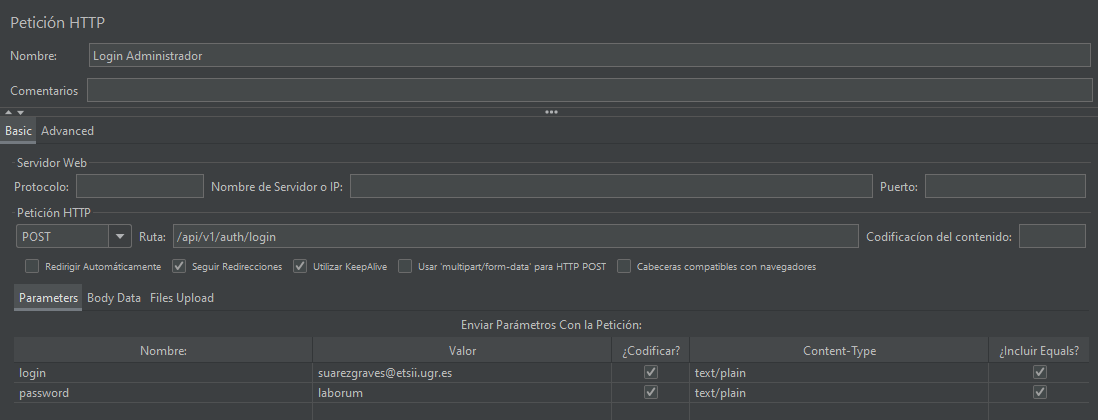 Petición HTTP
Nombre: Login Administrador
Comentarios
Basic Advanced
Servidor Web
Protocolo: Nombre de Servidor o IP: Puerto:
Petición HTTP
POST Ruta: /api/v1/auth/login Codificacíon del contenido:
Redirigir Automáticamente Seguir Redirecciones Utilizar KeepAlive Usar 'multipart/form-data' para HTTP POST Cabeceras compatibles con navegadores
Parameters Body Data Files Upload
Enviar Parámetros Con la Petición:
Nombre: Valor ¿Codificar? Content-Type ¿Incluir Equals?
login suarezgraves@etsii.ugr.es text/plain
password laborum text/plain